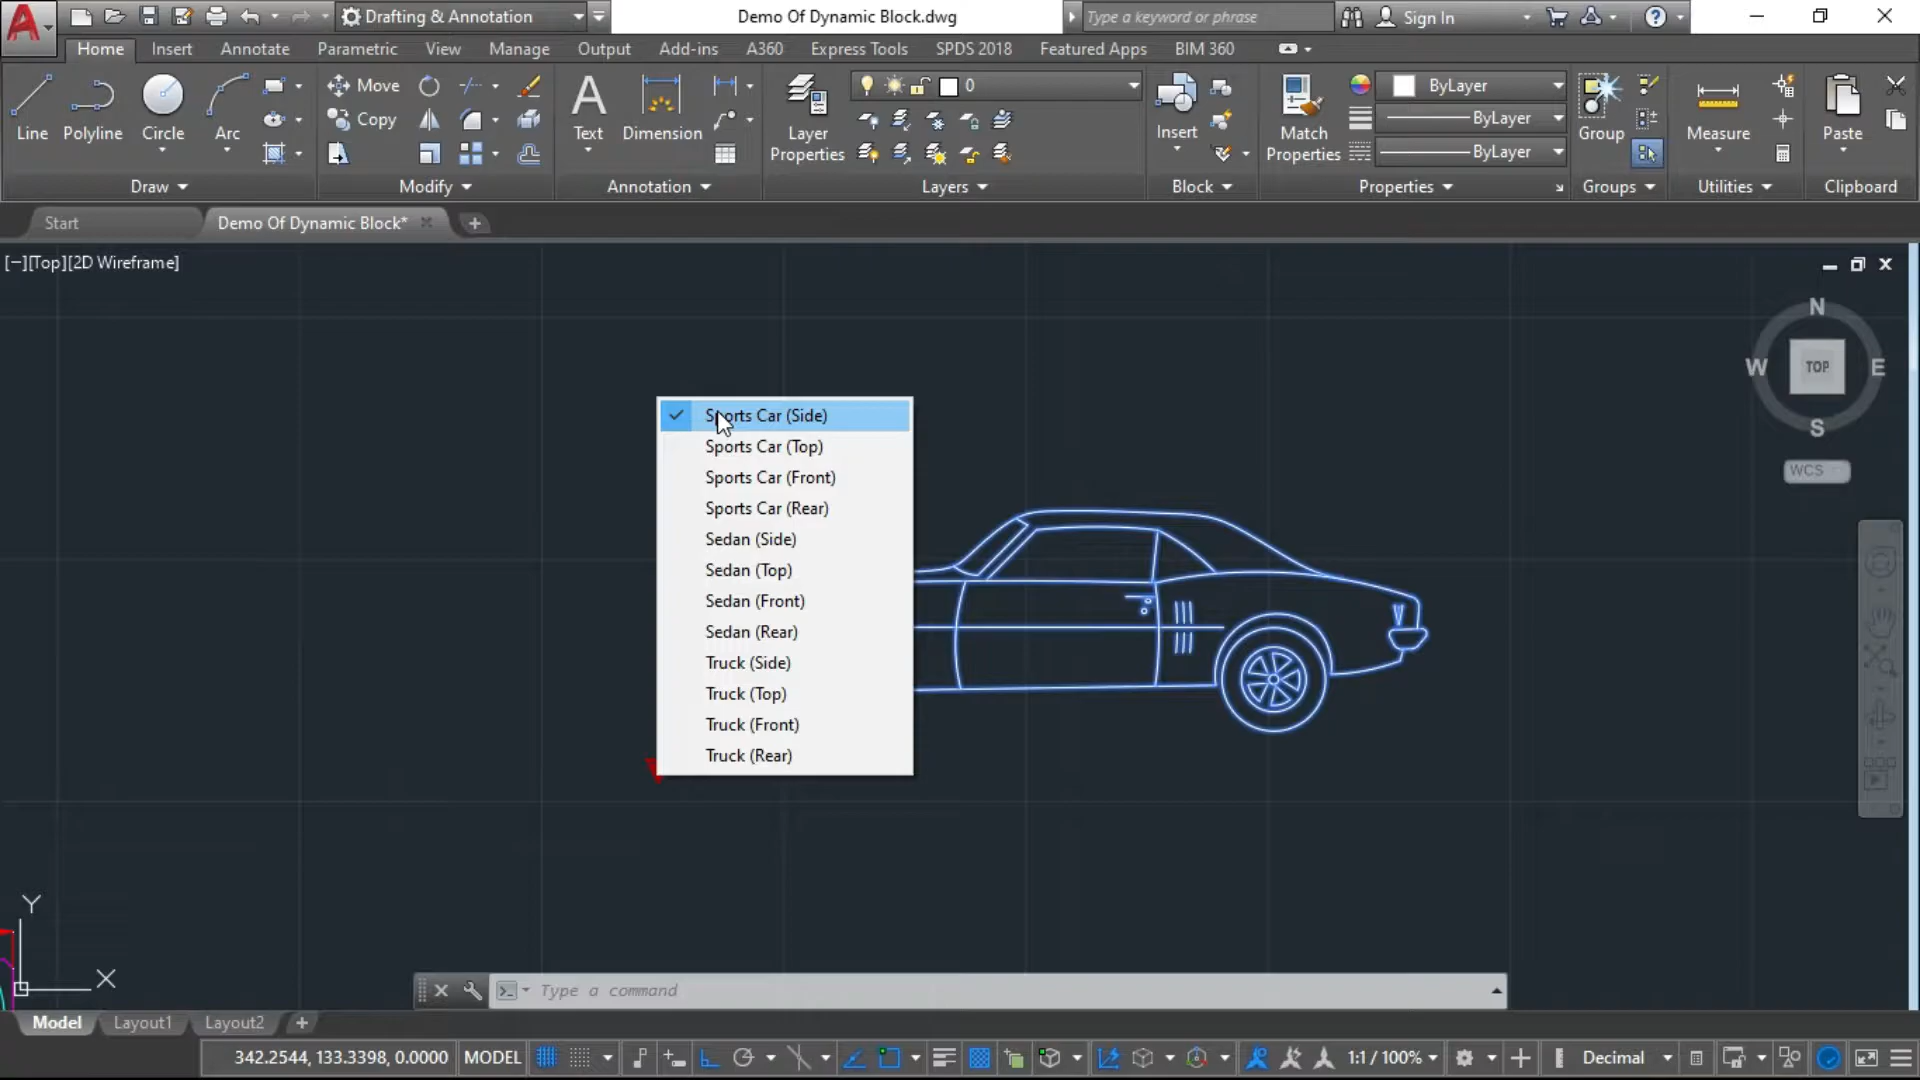 Drafting & Annotation
Demo Of Dynamic Block.dwg
Type a keyword or phrase
Sign In
Home Insert Annotate Parametric View Manage Output Add-ins A360 Express Tools SPDS 2018 Featured Apps BIM 360
Line
Polyline
Circle
Arc
Draw
Move
Copy
Modify
Text
Dimension
Annotation
Layer
Properties
0
Layers
Insert
Block
Match
Properties
ByLayer
ByLayer
ByLayer
Properties
Group
Groups
Measure
Utilities
Paste
Clipboard
Start
Demo Of Dynamic Block*
[−][Top][2D Wireframe]
N
W TOP E
S
WCS
Sports Car (Side)
Sports Car (Top)
Sports Car (Front)
Sports Car (Rear)
Sedan (Side)
Sedan (Top)
Sedan (Front)
Sedan (Rear)
Truck (Side)
Truck (Top)
Truck (Front)
Truck (Rear)
Y
X
Type a command
Model Layout1 Layout2
342.2544, 133.3398, 0.0000 MODEL 1:1 / 100% Decimal